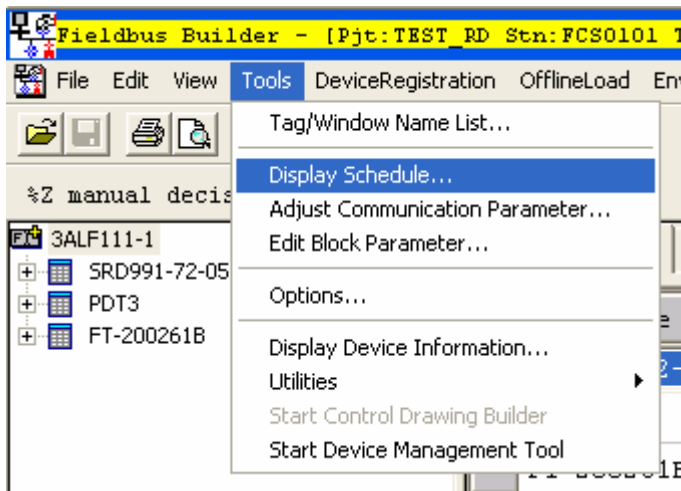 Fieldbus Builder - [Pjt:TEST_RD Stn:FCS0101
File Edit View Tools DeviceRegistration OfflineLoad
Tag/Window Name List...
Display Schedule...
%Z manual
Adjust Communication Parameter...
3ALF111-1
Edit Block Parameter...
SRD991-72-05
PDT3
Options...
FT-200261B
Display Device Information...
Utilities
Start Control Drawing Builder
Start Device Management Tool